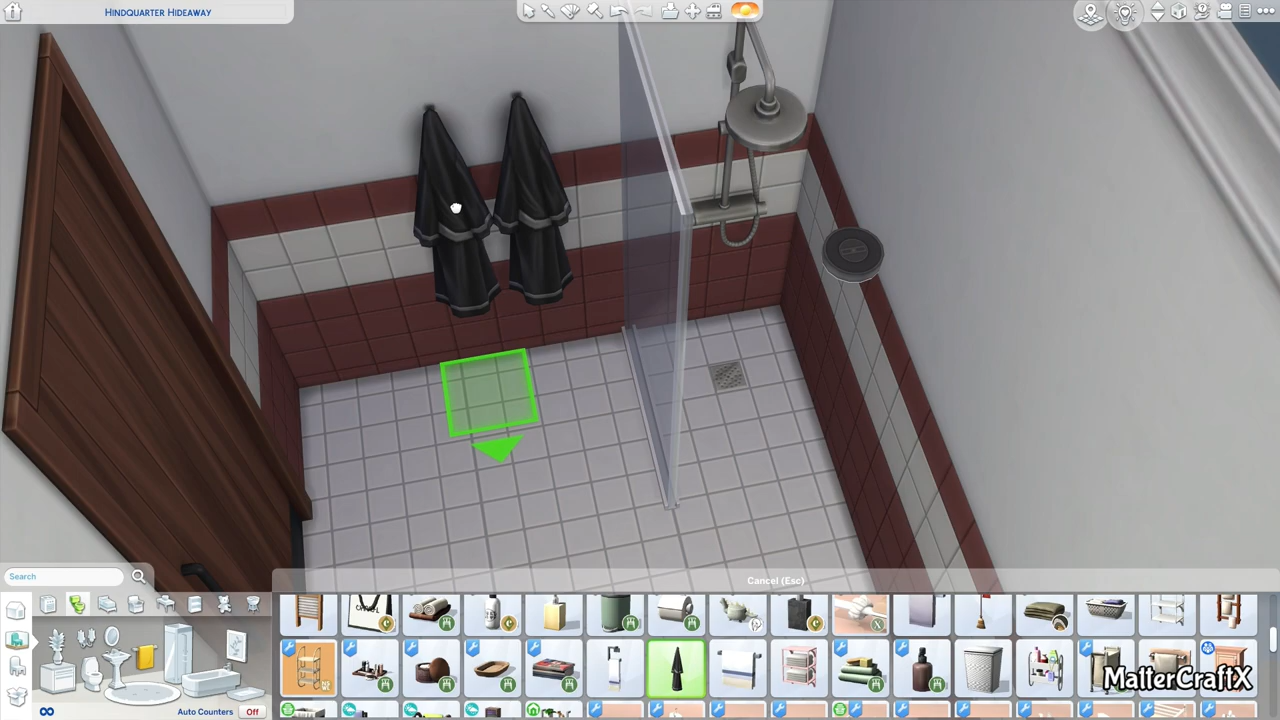 HINDQUARTER HIDEAWAY
Search
Cancel (Esc)
Auto Counters
Off
MatterCraftX